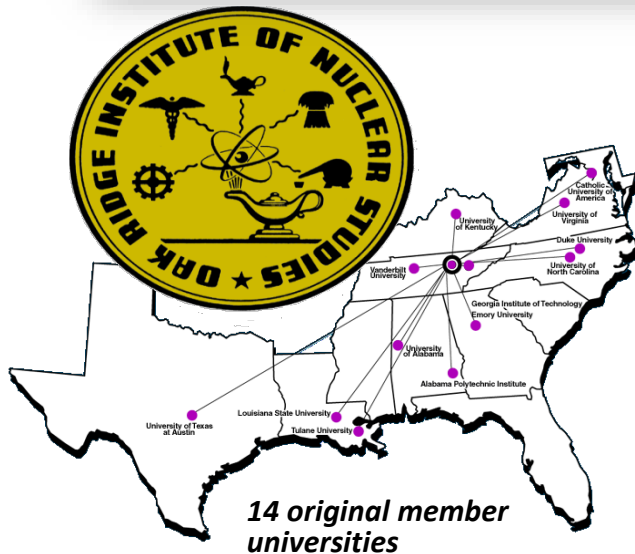 OAK RIDGE INSTITUTE OF NUCLEAR STUDIES ★
Catholic
University of
America
University of
Virginia
University
of Kentucky
Duke University
University of
North Carolina
Vanderbilt
University
Georgia Institute of Technology
Emory University
University
of Alabama
Alabama Polytechnic Institute
Louisiana State University
University of Texas
at Austin
Tulane University
14 original member
universities